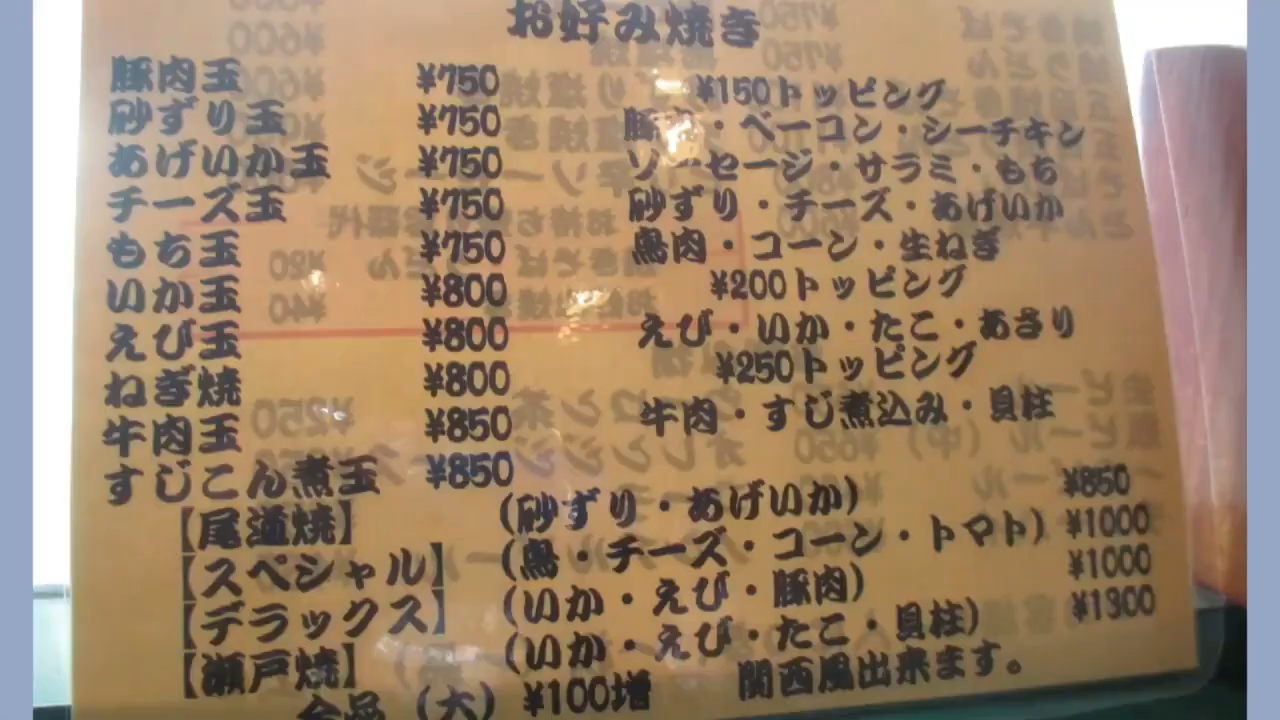 お好み焼き
豚肉玉 ¥750
砂ずり玉 ¥750
あげいか玉 ¥750
チーズ玉 ¥750
もち玉 ¥750
いか玉 ¥800
えび玉 ¥800
ねぎ焼 ¥800
牛肉玉 ¥850
すじこん煮玉 ¥850
¥150トッピング
豚肉・ベーコン・シーチキン
ソーセージ・サラミ・もち
砂ずり・チーズ・あげいか
鳥肉・コーン・生ねぎ
¥200トッピング
えび・いか・たこ・あさり
¥250トッピング
牛肉・すじ煮込み・貝柱
【尾道焼】 (砂ずり・あげいか) ¥850
【スペシャル】 (鳥・チーズ・コーン・トマト) ¥1000
【デラックス】 (いか・えび・豚肉) ¥1000
【瀬戸焼】 (いか・えび・たこ・貝柱) ¥1300
全品 (大) ¥100増 関西風出来ます。